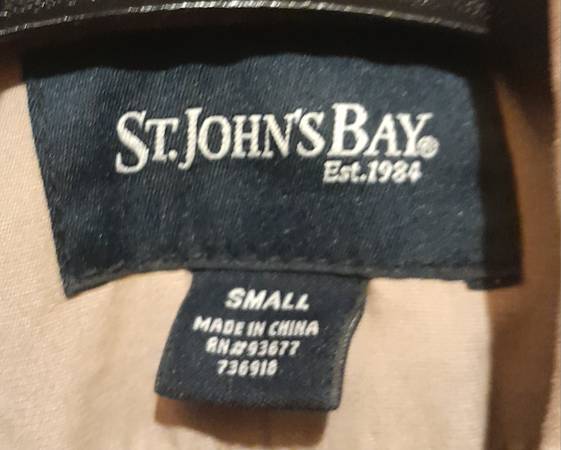 ST. JOHN'S BAY®
Est.1984
SMALL
MADE IN CHINA
RN#93677
736918